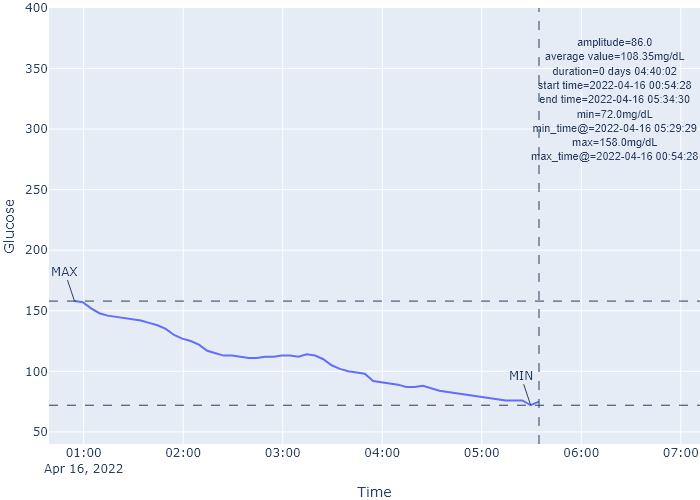 400
350
300
250
200
150
100
50
Glucose
amplitude=86.0
average value=108.35mg/dL
duration=0 days 04:40:02
start time=2022-04-16 00:54:28
end time=2022-04-16 05:34:30
min=72.0mg/dL
min_time@=2022-04-16 05:29:29
max=158.0mg/dL
max_time@=2022-04-16 00:54:28
MAX
MIN
01:00 02:00 03:00 04:00 05:00 06:00 07:00
Apr 16, 2022
Time